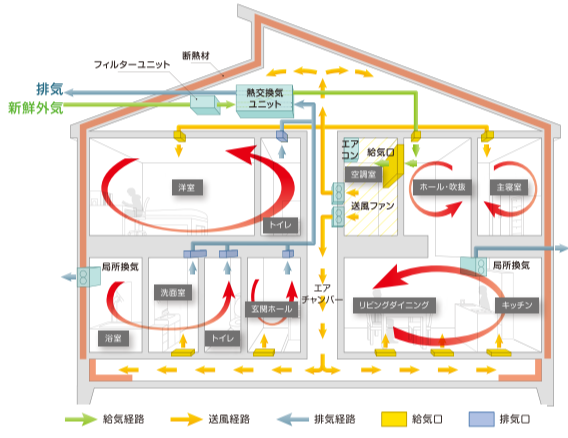 断熱材
フィルターユニット
排気
新鮮外気
熱交換気
ユニット
エア
コン
給気口
空調室
洋室
トイレ
ホール・吹抜
主寝室
送風ファン
局所換気
洗面室
エア
チャンバー
局所換気
玄関ホール
リビングダイニング
キッチン
浴室
トイレ
給気経路
送風経路
排気経路
給気口
排気口